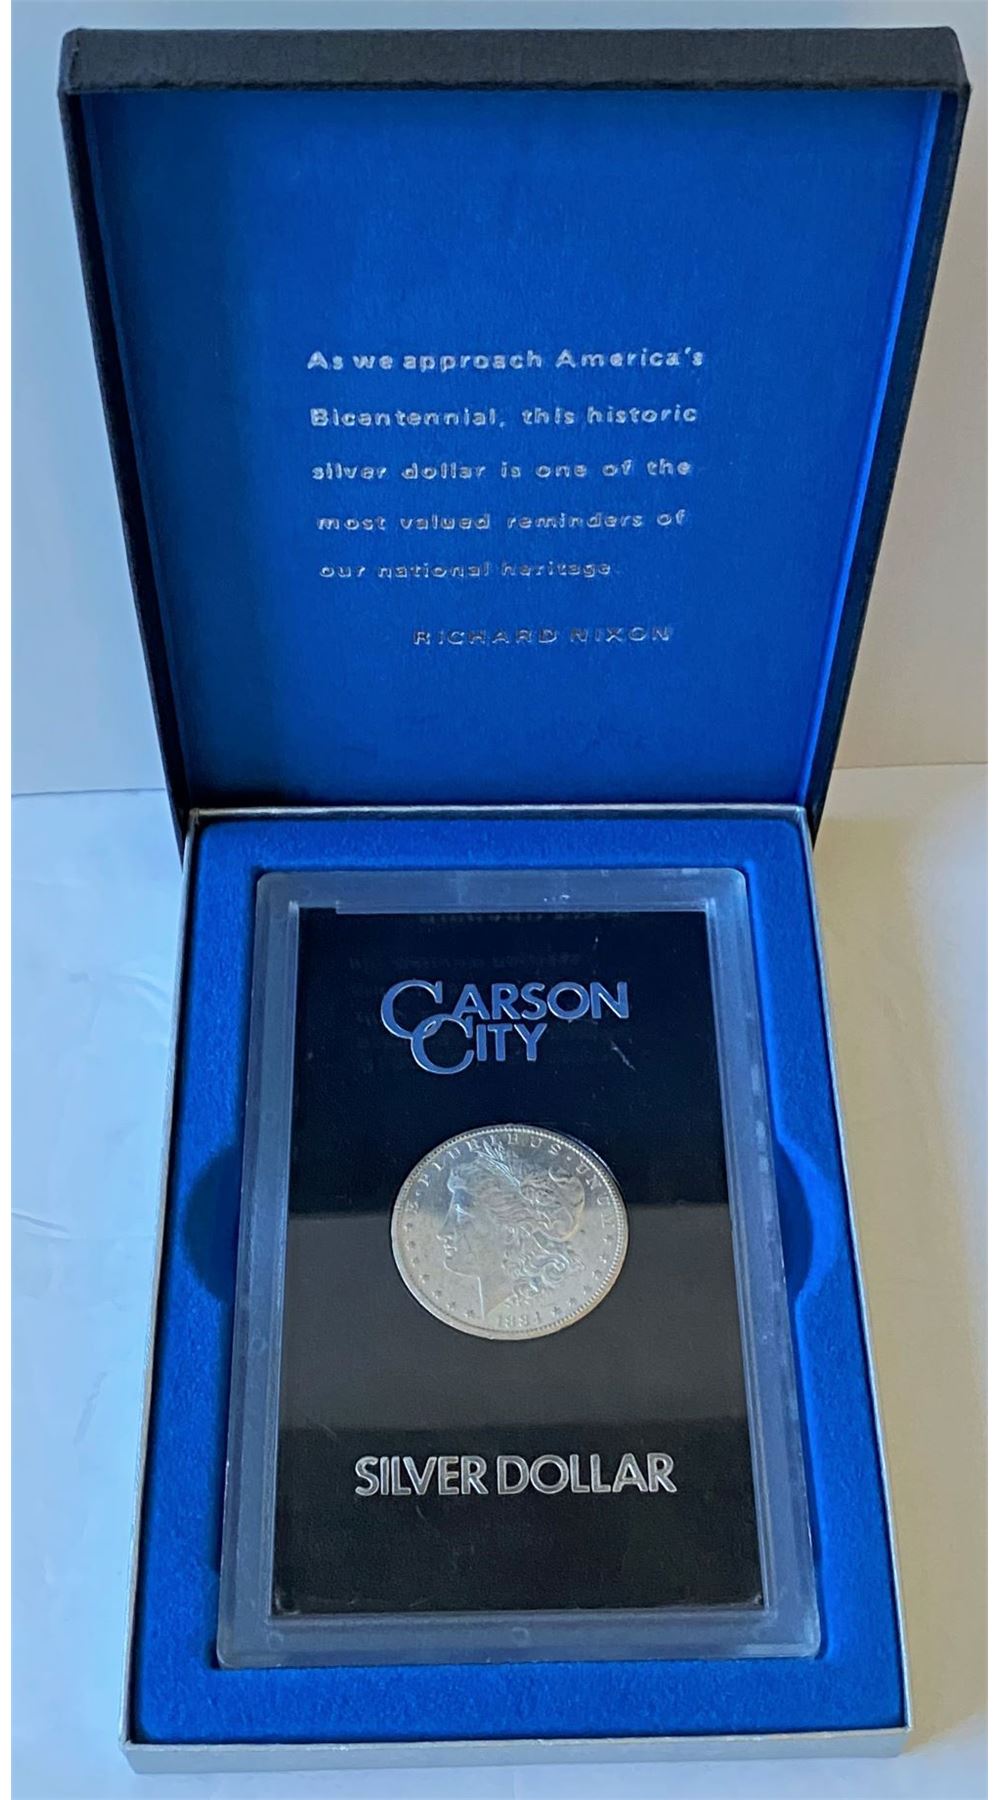 As we approach America's
Bicentennial, this historic
silver dollar is one of the
most valued reminders of
our national heritage.
RICHARD NIXON
CARSON
CITY
E·PLURIBUS·UNUM
1884
SILVER DOLLAR